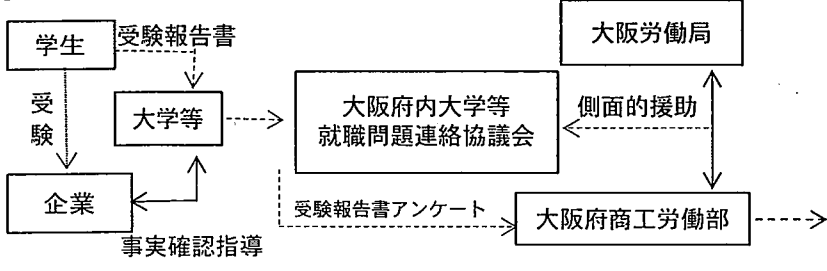 学生
受験報告書
大阪労働局
受
験
大学等
大阪府内大学等
就職問題連絡協議会
側面的援助
企業
事実確認指導
受験報告書アンケート
大阪府商工労働部